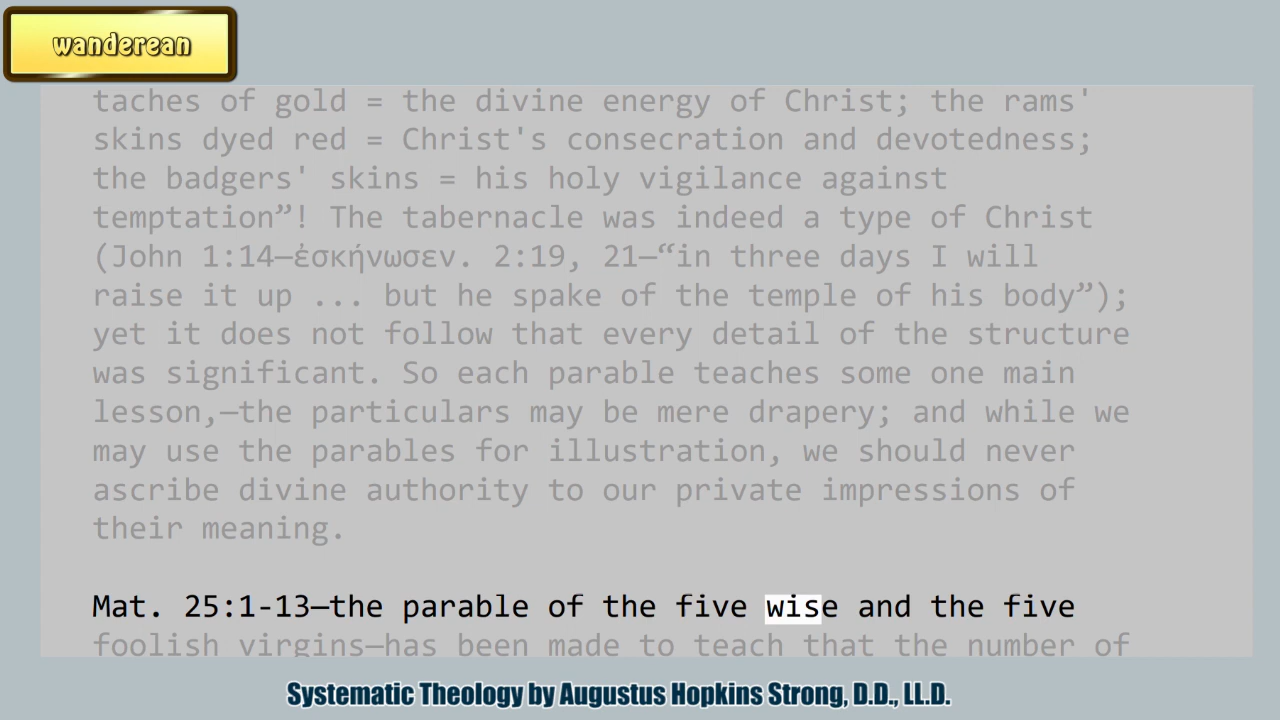 wanderean
taches of gold = the divine energy of Christ; the rams'
skins dyed red = Christ's consecration and devotedness;
the badgers' skins = his holy vigilance against
temptation”! The tabernacle was indeed a type of Christ
(John 1:14—ἐσκήνωσεν. 2:19, 21—“in three days I will
raise it up ... but he spake of the temple of his body”);
yet it does not follow that every detail of the structure
was significant. So each parable teaches some one main
lesson,—the particulars may be mere drapery; and while we
may use the parables for illustration, we should never
ascribe divine authority to our private impressions of
their meaning.
Mat. 25:1-13—the parable of the five wise and the five
foolish virgins—has been made to teach that the number of
Systematic Theology by Augustus Hopkins Strong, D.D., LL.D.